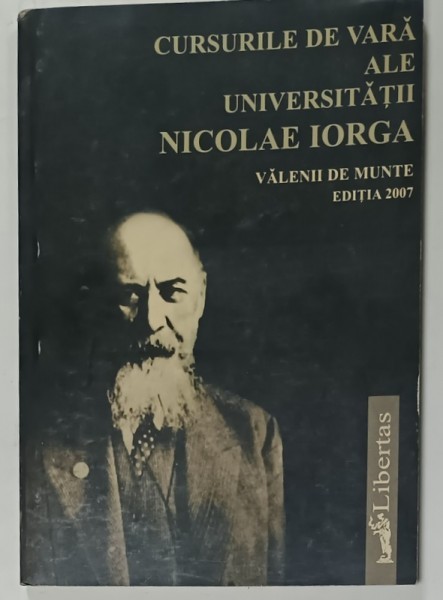 CURSURILE DE VARĂ
ALE
UNIVERSITĂȚII
NICOLAE IORGA
VĂLENII DE MUNTE
EDIȚIA 2007
Libertas